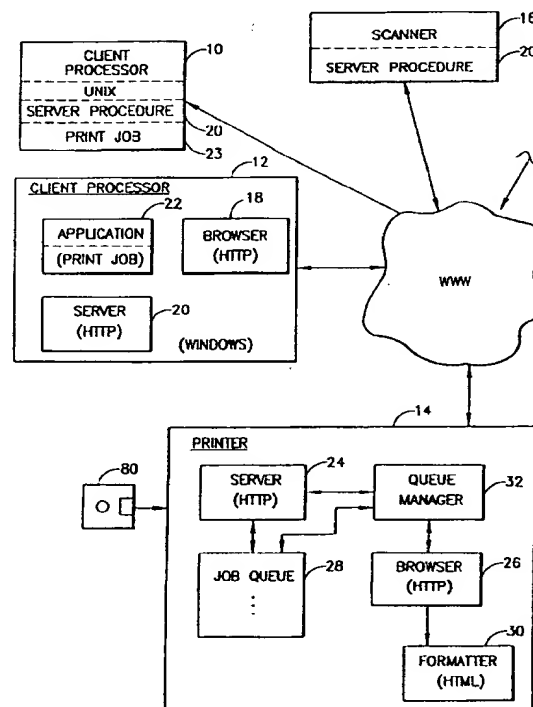 10
CLIENT
PROCESSOR
UNIX
SERVER PROCEDURE
20
PRINT JOB
23
16
SCANNER
SERVER PROCEDURE
20
12
CLIENT PROCESSOR
22
APPLICATION
(PRINT JOB)
18
BROWSER
(HTTP)
20
SERVER
(HTTP)
(WINDOWS)
WWW
14
PRINTER
80
24
SERVER
(HTTP)
QUEUE
MANAGER
32
JOB QUEUE
28
BROWSER
(HTTP)
26
30
FORMATTER
(HTML)